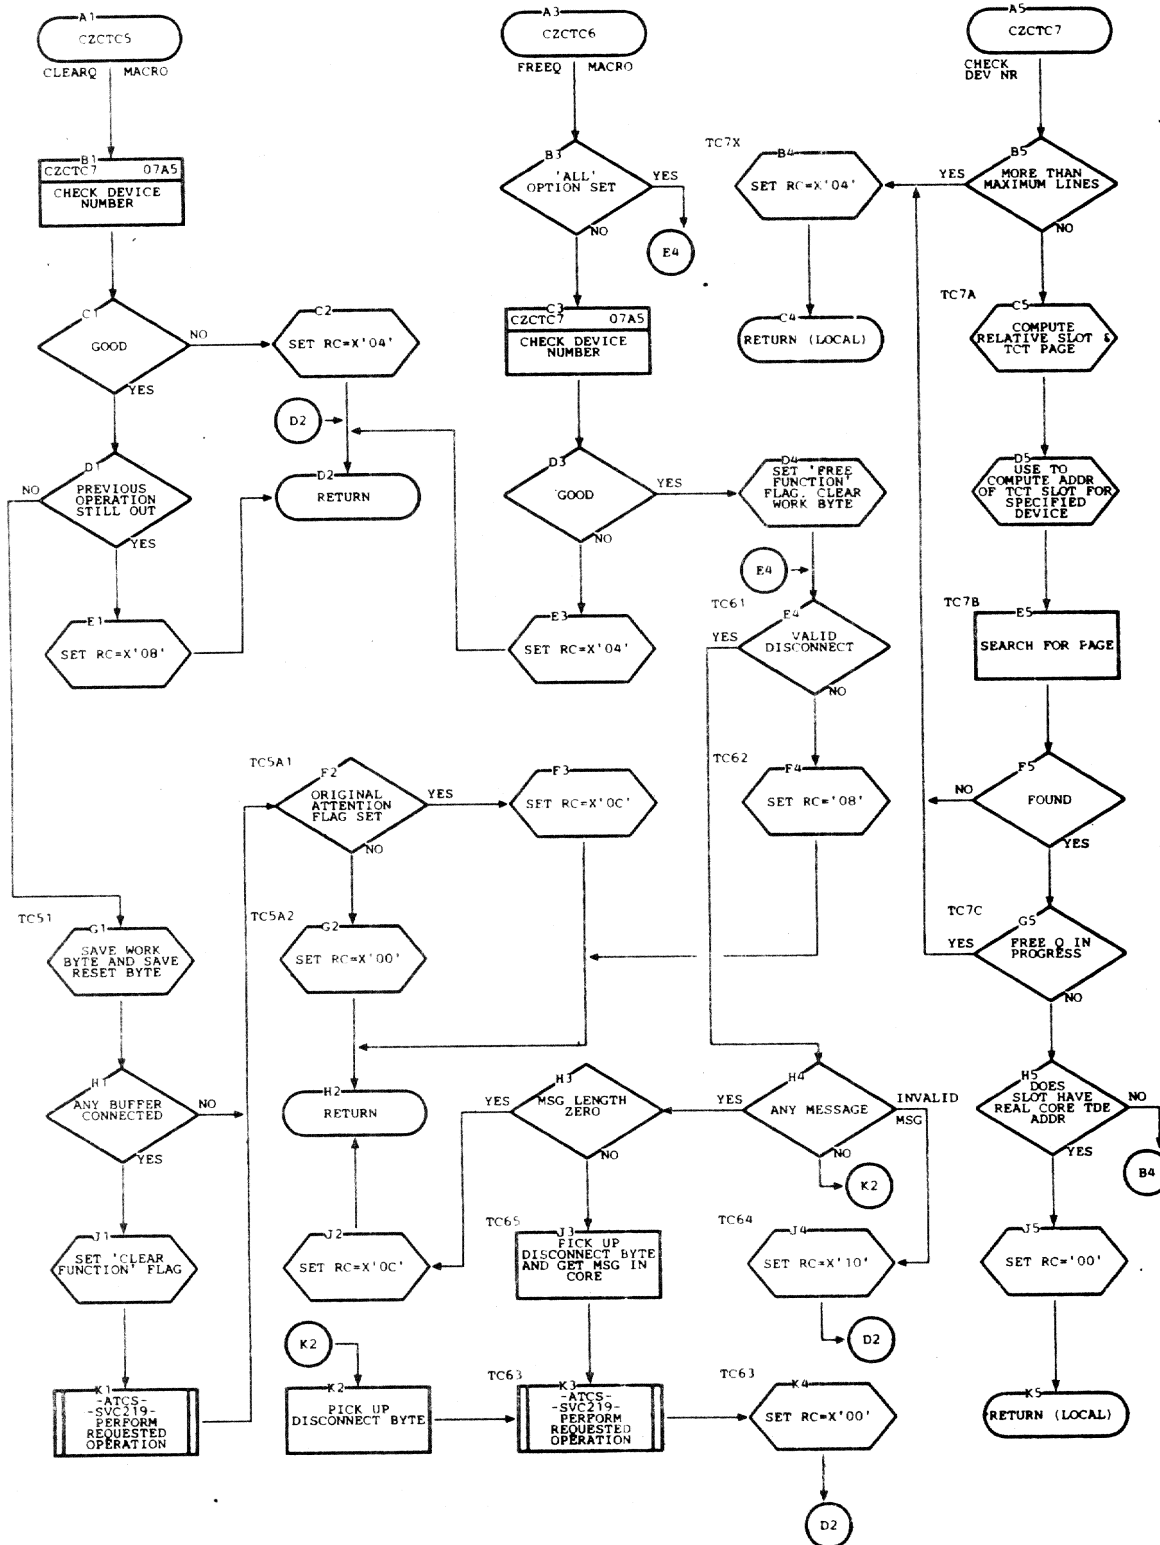 A1
CZCTC5
CLEARQ MACRO
B1
CZCTC7 07A5
CHECK DEVICE
NUMBER
C1
GOOD
NO
YES
C2
SET RC=X'04'
D2
D2
RETURN
D1
PREVIOUS
OPERATION
STILL OUT
NO
YES
E1
SET RC=X'08'
TC51
G1
SAVE WORK
BYTE AND SAVE
RESET BYTE
H1
ANY BUFFER
CONNECTED
NO
YES
J1
SET 'CLEAR
FUNCTION' FLAG
K1
-ATCS-
-SVC219-
PERFORM
REQUESTED
OPERATION
TC5A1
F2
ORIGINAL
ATTENTION
FLAG SET
YES
NO
F3
SET RC=X'0C'
TC5A2
G2
SET RC=X'00'
H2
RETURN
J2
SET RC=X'0C'
K2
K2
PICK UP
DISCONNECT BYTE
A3
CZCTC6
FREEQ MACRO
B3
'ALL'
OPTION SET
YES
NO
E4
C3
CZCTC7 07A5
CHECK DEVICE
NUMBER
D3
GOOD
YES
NO
E3
SET RC=X'04'
D4
SET 'FREE
FUNCTION'
FLAG. CLEAR
WORK BYTE
E4
TC61
E4
VALID
DISCONNECT
YES
NO
TC62
F4
SET RC='08'
H4
ANY MESSAGE
YES
INVALID
MSG
NO
K2
H3
MSG LENGTH
ZERO
YES
NO
TC65
J3
PICK UP
DISCONNECT BYTE
AND GET MSG IN
CORE
TC64
J4
SET RC=X'10'
D2
TC63
K3
-ATCS-
-SVC219-
PERFORM
REQUESTED
OPERATION
TC63
K4
SET RC=X'00'
D2
A5
CZCTC7
CHECK
DEV NR
B5
MORE THAN
MAXIMUM LINES
YES
NO
TC7X
B4
SET RC=X'04'
C4
RETURN (LOCAL)
TC7A
C5
COMPUTE
RELATIVE SLOT &
TCT PAGE
D5
USE TO
COMPUTE ADDR
OF TCT SLOT FOR
SPECIFIED
DEVICE
TC7B
E5
SEARCH FOR PAGE
F5
FOUND
NO
YES
TC7C
G5
FREE Q IN
PROGRESS
YES
NO
H5
DOES
SLOT HAVE
REAL CORE TDE
ADDR
NO
YES
B4
J5
SET RC='00'
K5
RETURN (LOCAL)